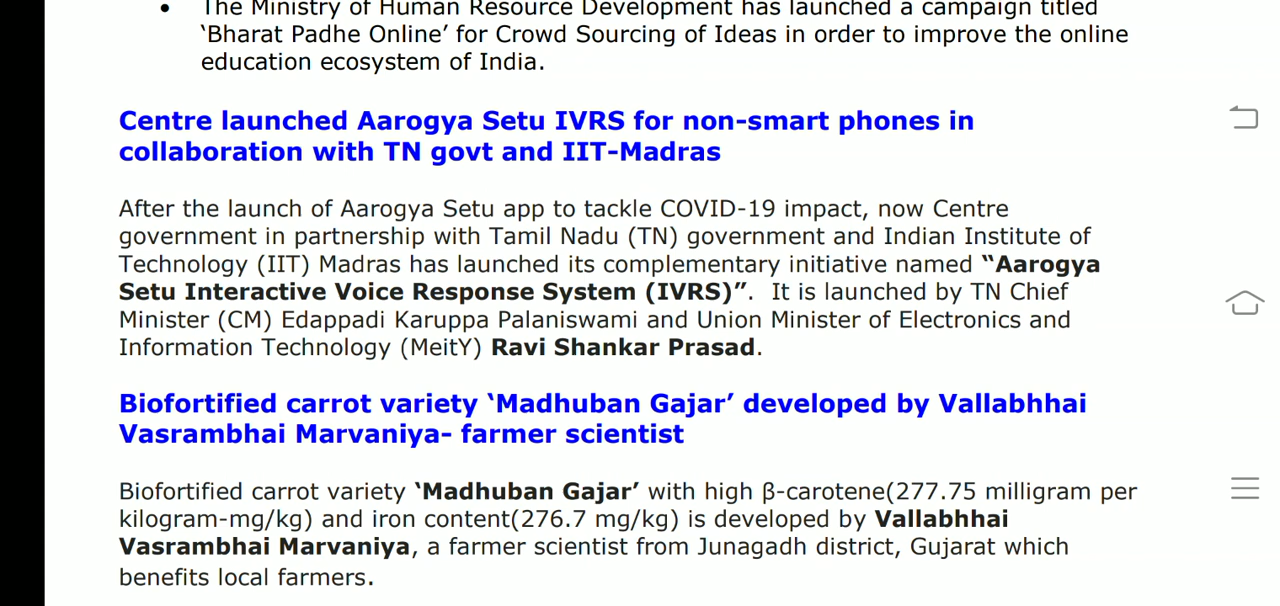 • The Ministry of Human Resource Development has launched a campaign titled
‘Bharat Padhe Online’ for Crowd Sourcing of Ideas in order to improve the online
education ecosystem of India.
Centre launched Aarogya Setu IVRS for non-smart phones in
collaboration with TN govt and IIT-Madras
After the launch of Aarogya Setu app to tackle COVID-19 impact, now Centre
government in partnership with Tamil Nadu (TN) government and Indian Institute of
Technology (IIT) Madras has launched its complementary initiative named “Aarogya
Setu Interactive Voice Response System (IVRS)”. It is launched by TN Chief
Minister (CM) Edappadi Karuppa Palaniswami and Union Minister of Electronics and
Information Technology (MeitY) Ravi Shankar Prasad.
Biofortified carrot variety ‘Madhuban Gajar’ developed by Vallabhhai
Vasrambhai Marvaniya- farmer scientist
Biofortified carrot variety ‘Madhuban Gajar’ with high β-carotene(277.75 milligram per
kilogram-mg/kg) and iron content(276.7 mg/kg) is developed by Vallabhhai
Vasrambhai Marvaniya, a farmer scientist from Junagadh district, Gujarat which
benefits local farmers.